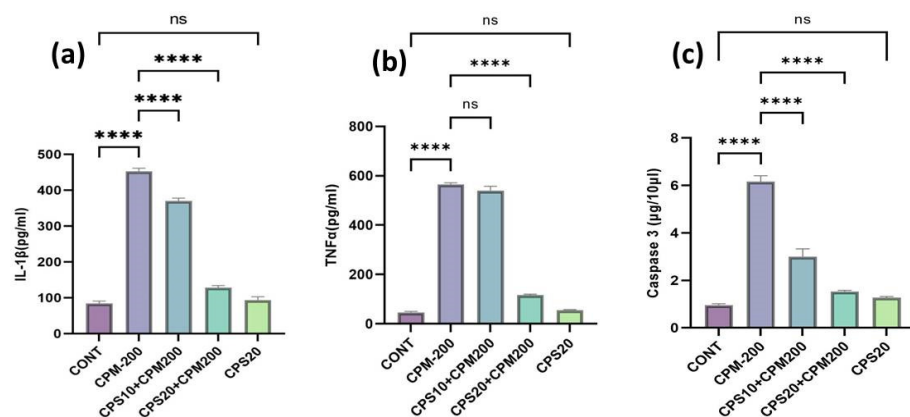 (a)
ns
****
****
****
500
400
300
200
100
0
IL-1β(pg/ml)
CONT
CPM-200
CPS10+CPM200
CPS20+CPM200
CPS20
(b)
ns
****
ns
****
800
600
400
200
0
TNFα(pg/ml)
CONT
CPM-200
CPS10+CPM200
CPS20+CPM200
CPS20
(c)
ns
****
****
****
8
6
4
2
0
Caspase 3 (μg/10μl)
CONT
CPM-200
CPS10+CPM200
CPS20+CPM200
CPS20